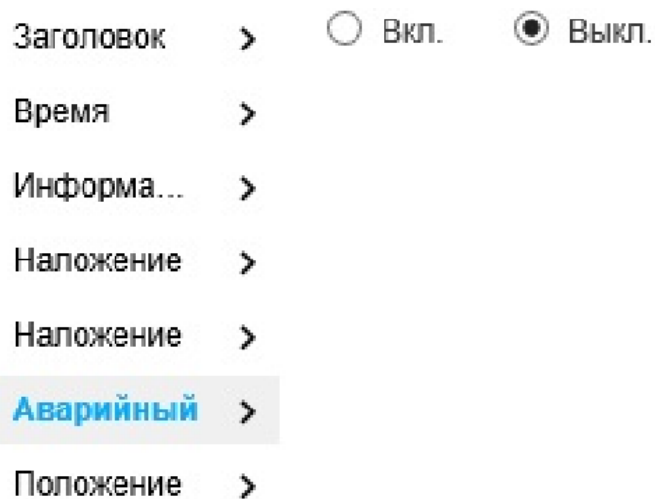 Заголовок
Вкл. Выкл.
Время
Информа...
Наложение
Наложение
Аварийный
Положение